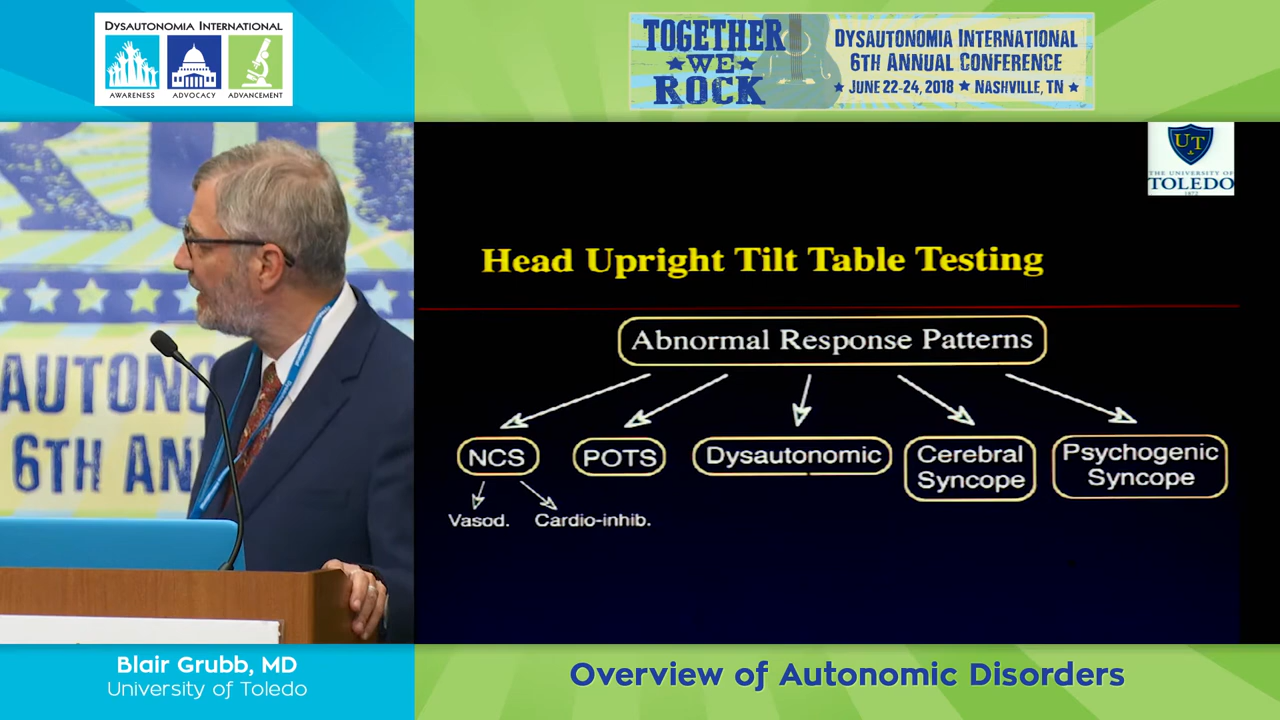 DYSAUTONOMIA INTERNATIONAL
AWARENESS ADVOCACY ADVANCEMENT
TOGETHER
WE
ROCK
DYSAUTONOMIA INTERNATIONAL
6TH ANNUAL CONFERENCE
JUNE 22-24, 2018 NASHVILLE, TN
UT
THE UNIVERSITY OF
TOLEDO
1872
Head Upright Tilt Table Testing
Abnormal Response Patterns
NCS
POTS
Dysautonomic
Cerebral
Syncope
Psychogenic
Syncope
Vasod.
Cardio-inhib.
AUTONO
6TH AN
Blair Grubb, MD
University of Toledo
Overview of Autonomic Disorders